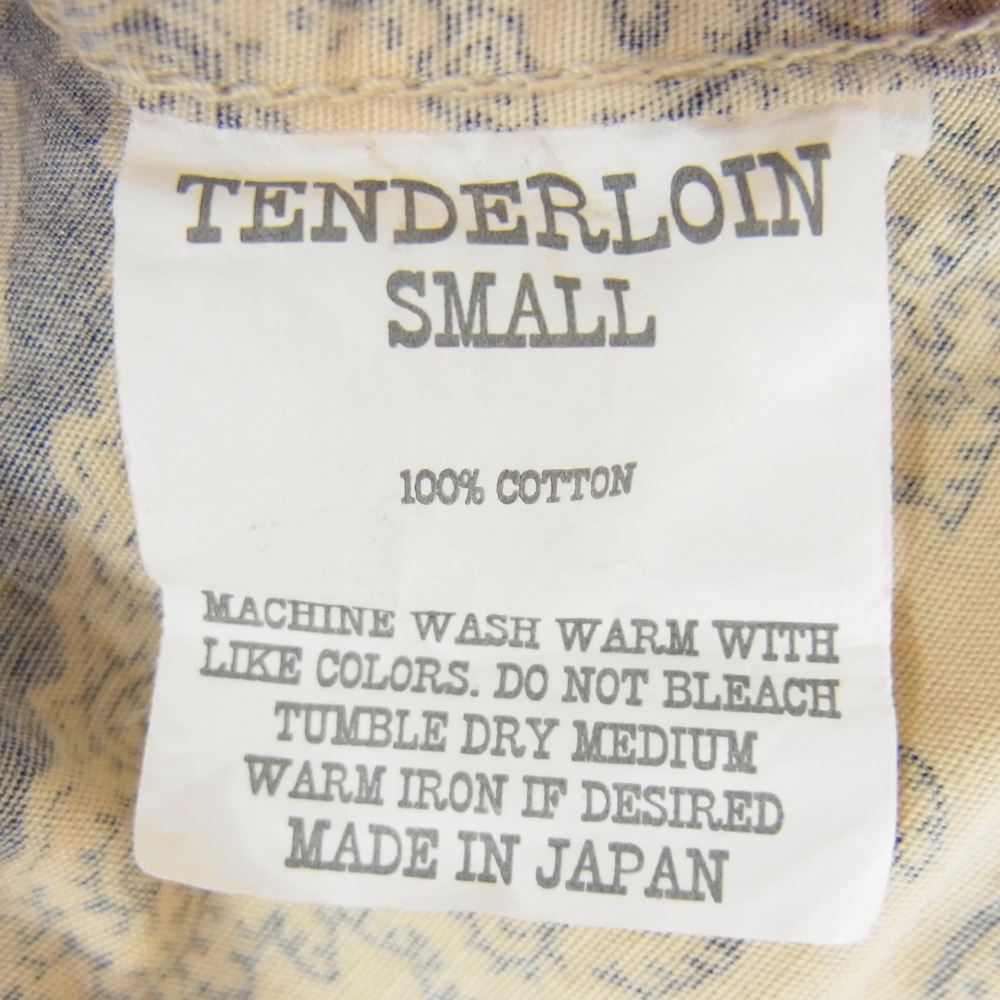 TENDERLOIN
SMALL
100% COTTON
MACHINE WASH WARM WITH
LIKE COLORS. DO NOT BLEACH
TUMBLE DRY MEDIUM
WARM IRON IF DESIRED
MADE IN JAPAN